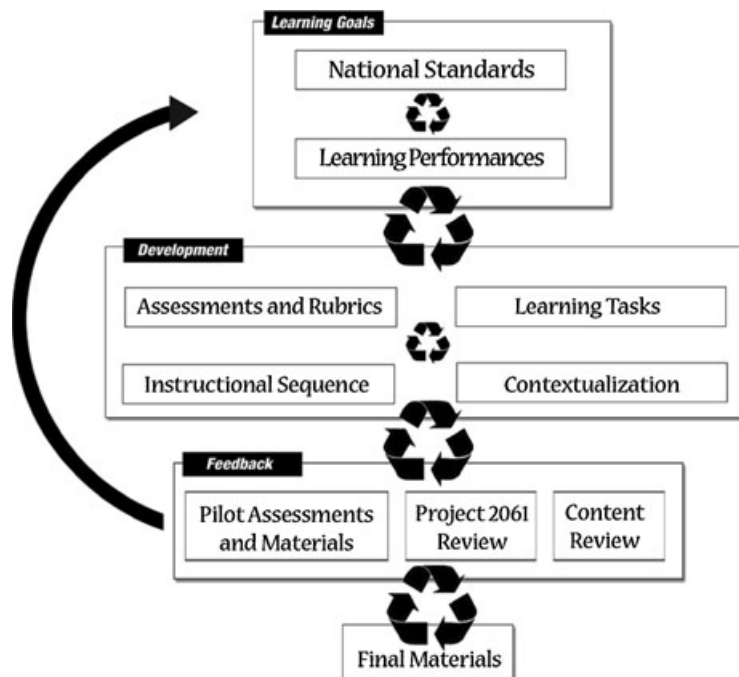 Learning Goals
National Standards
Learning Performances
Development
Assessments and Rubrics
Learning Tasks
Instructional Sequence
Contextualization
Feedback
Pilot Assessments
and Materials
Project 2061
Review
Content
Review
Final Materials